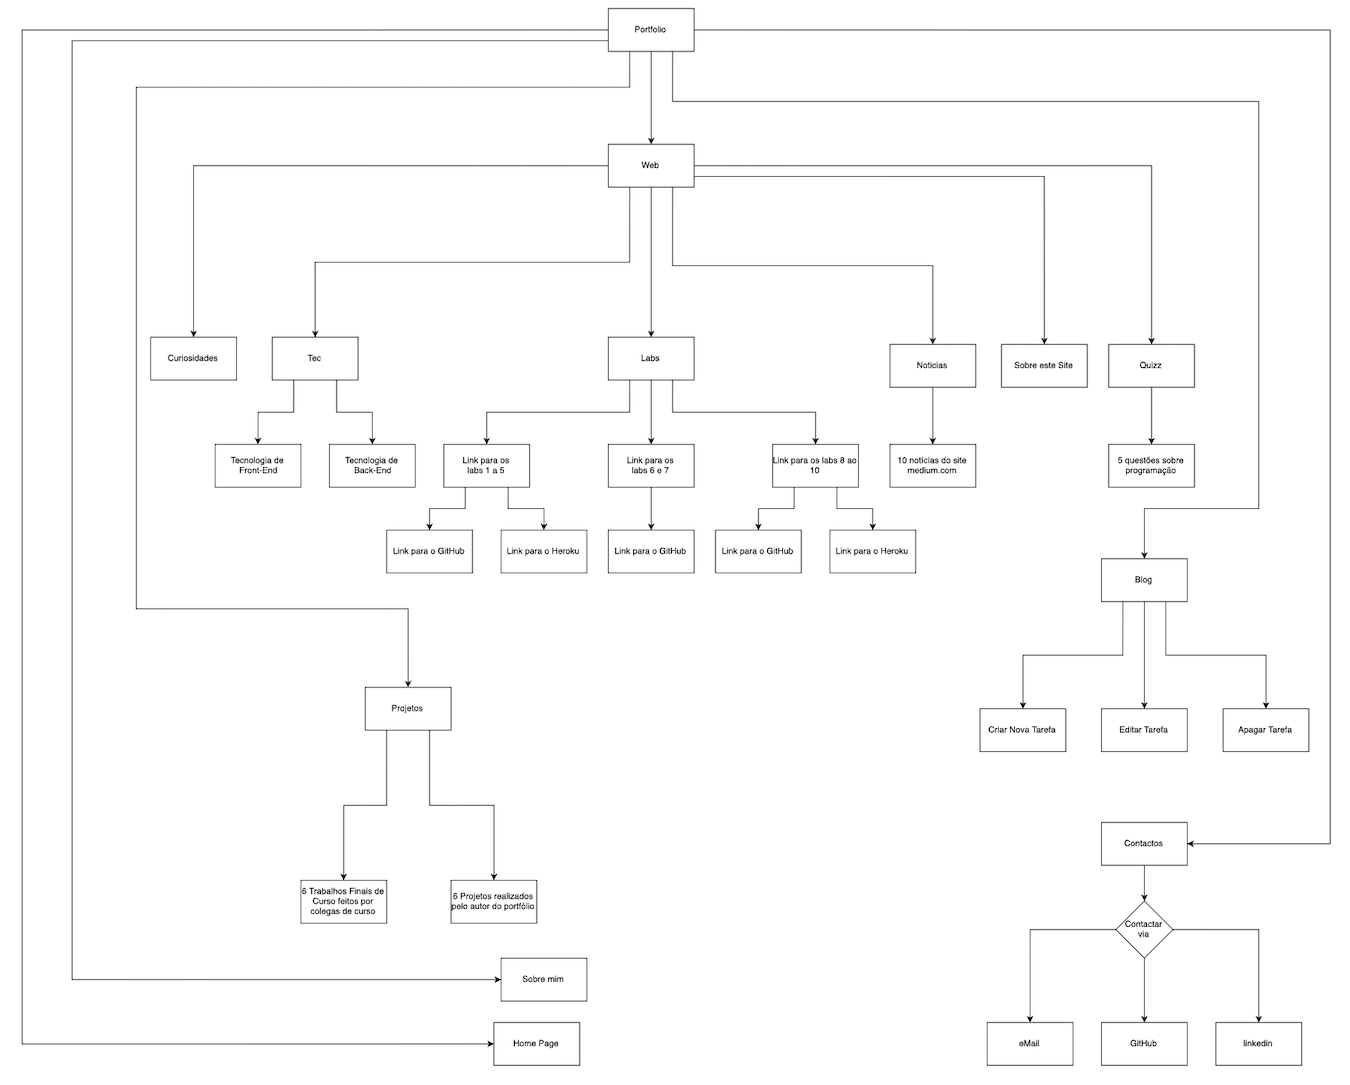 Portfolio
Web
Curiosidades
Tec
Labs
Noticias
Sobre este Site
Quizz
Tecnologia de
Front-End
Tecnologia de
Back-End
Link para os
labs 1 a 5
Link para os
labs 6 e 7
Link para os labs 8 ao
10
10 notícias do site
medium.com
5 questões sobre
programação
Link para o GitHub
Link para o Heroku
Link para o GitHub
Link para o GitHub
Link para o Heroku
Blog
Projetos
Criar Nova Tarefa
Editar Tarefa
Apagar Tarefa
Contactos
6 Trabalhos Finais de
Curso feitos por
colegas de curso
6 Projetos realizados
pelo autor do portfólio
Contactar
via
Sobre mim
Home Page
eMail
GitHub
linkedin